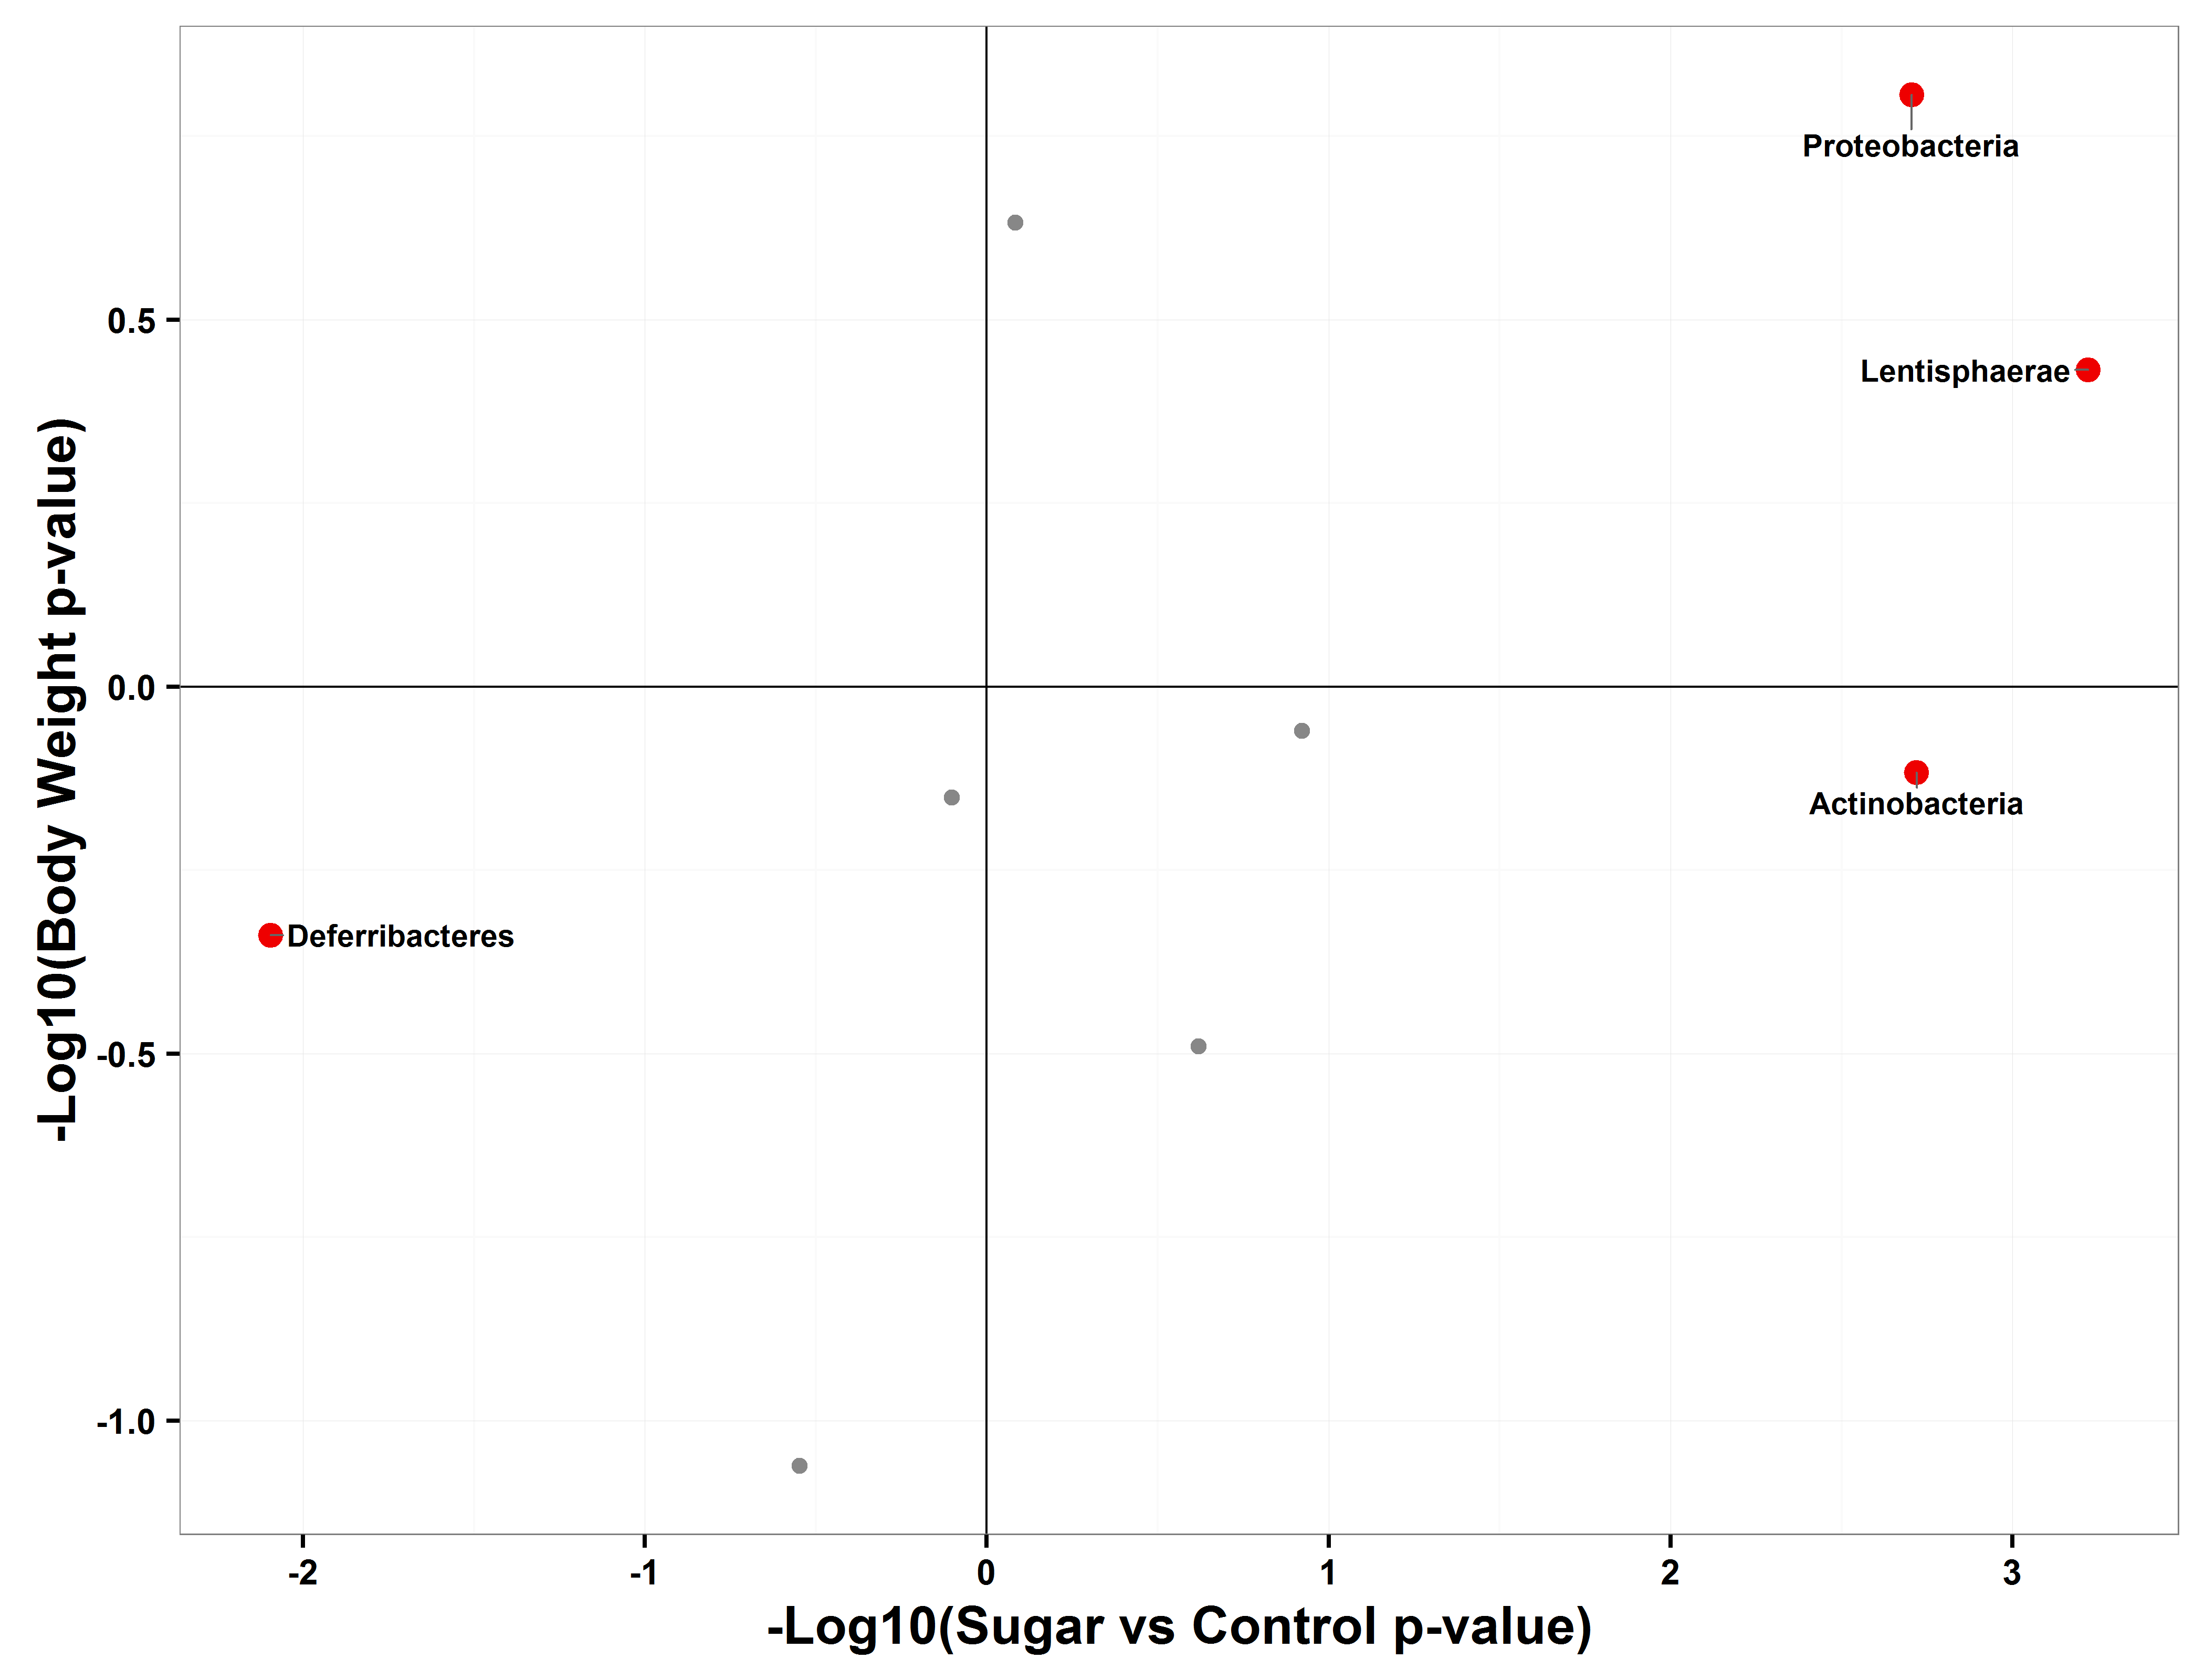 Proteobacteria
0.5
Lentisphaerae
0.0
Actinobacteria
Deferribacteres
-0.5
-1.0
-Log10(Body Weight p-value)
-2 -1 0 1 2 3
-Log10(Sugar vs Control p-value)